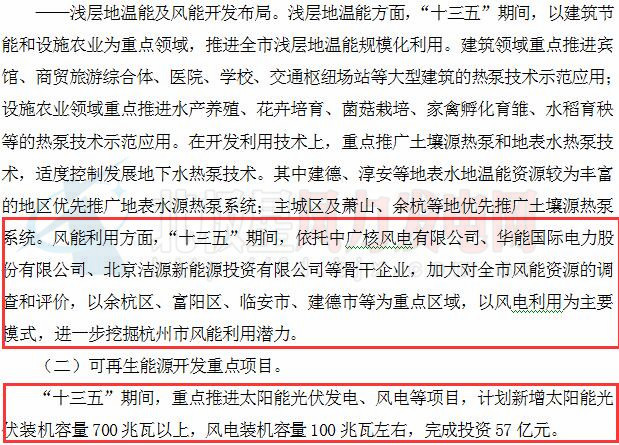 ——浅层地温能及风能开发布局。浅层地温能方面，“十三五”期间，以建筑节
能和设施农业为重点领域，推进全市浅层地温能规模化利用。建筑领域重点推进宾
馆、商贸旅游综合体、医院、学校、交通枢纽场站等大型建筑的热泵技术示范应用；
设施农业领域重点推进水产养殖、花卉培育、菌菇栽培、家禽孵化育雏、水稻育秧
等的热泵技术示范应用。在开发利用技术上，重点推广土壤源热泵和地表水热泵技
术，适度控制发展地下水热泵技术。其中建德、淳安等地表水地温能资源较为丰富
的地区优先推广地表水源热泵系统；主城区及萧山、余杭等地优先推广土壤源热泵
系统。风能利用方面，“十三五”期间，依托中广核风电有限公司、华能国际电力股
份有限公司、北京洁源新能源投资有限公司等骨干企业，加大对全市风能资源的调
查和评价，以余杭区、富阳区、临安市、建德市等为重点区域，以风电利用为主要
模式，进一步挖掘杭州市风能利用潜力。
（二）可再生能源开发重点项目。
“十三五”期间，重点推进太阳能光伏发电、风电等项目，计划新增太阳能光
伏装机容量 700 兆瓦以上，风电装机容量 100 兆瓦左右，完成投资 57 亿元。